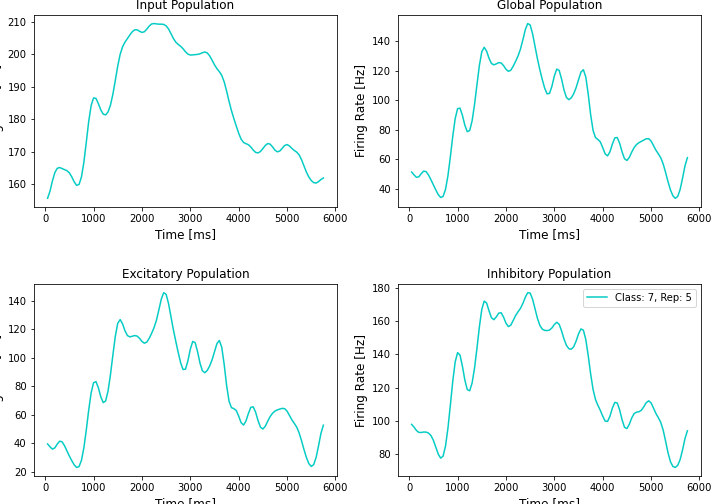 Input Population
210
200
190
180
170
160
0 1000 2000 3000 4000 5000 6000
Time [ms]
Global Population
Firing Rate [Hz]
140
120
100
80
60
40
0 1000 2000 3000 4000 5000 6000
Time [ms]
Excitatory Population
140
120
100
80
60
40
20
0 1000 2000 3000 4000 5000 6000
Time [ms]
Inhibitory Population
Firing Rate [Hz]
180
160
140
120
100
80
Class: 7, Rep: 5
0 1000 2000 3000 4000 5000 6000
Time [ms]